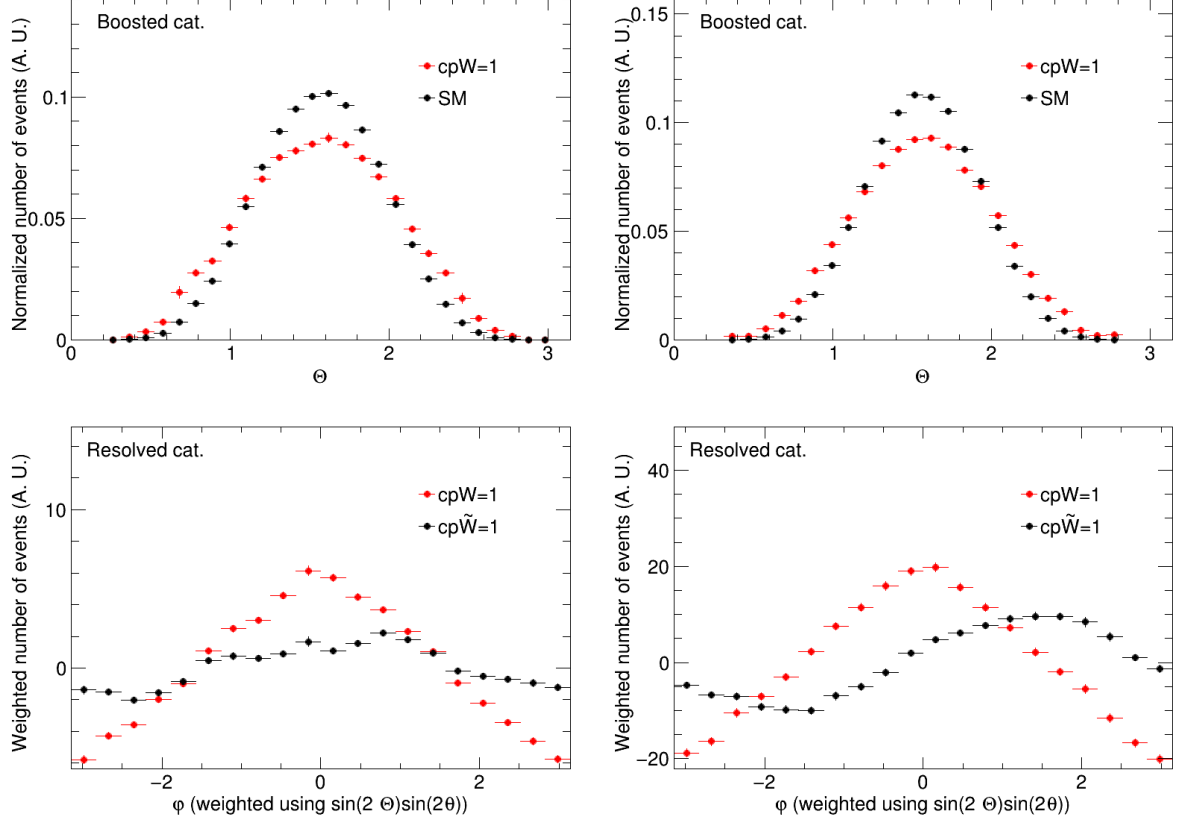 Normalized number of events (A. U.)
Boosted cat.
cpW=1
SM
0.1
0.05
0
0 1 2 3
Θ
Normalized number of events (A. U.)
Boosted cat.
cpW=1
SM
0.15
0.1
0.05
0
0 1 2 3
Θ
Weighted number of events (A. U.)
Resolved cat.
cpW=1
cpW̃=1
10
0
−2 0 2
φ (weighted using sin(2 Θ)sin(2θ))
Weighted number of events (A. U.)
Resolved cat.
cpW=1
cpW̃=1
40
20
0
−20
−2 0 2
φ (weighted using sin(2 Θ)sin(2θ))